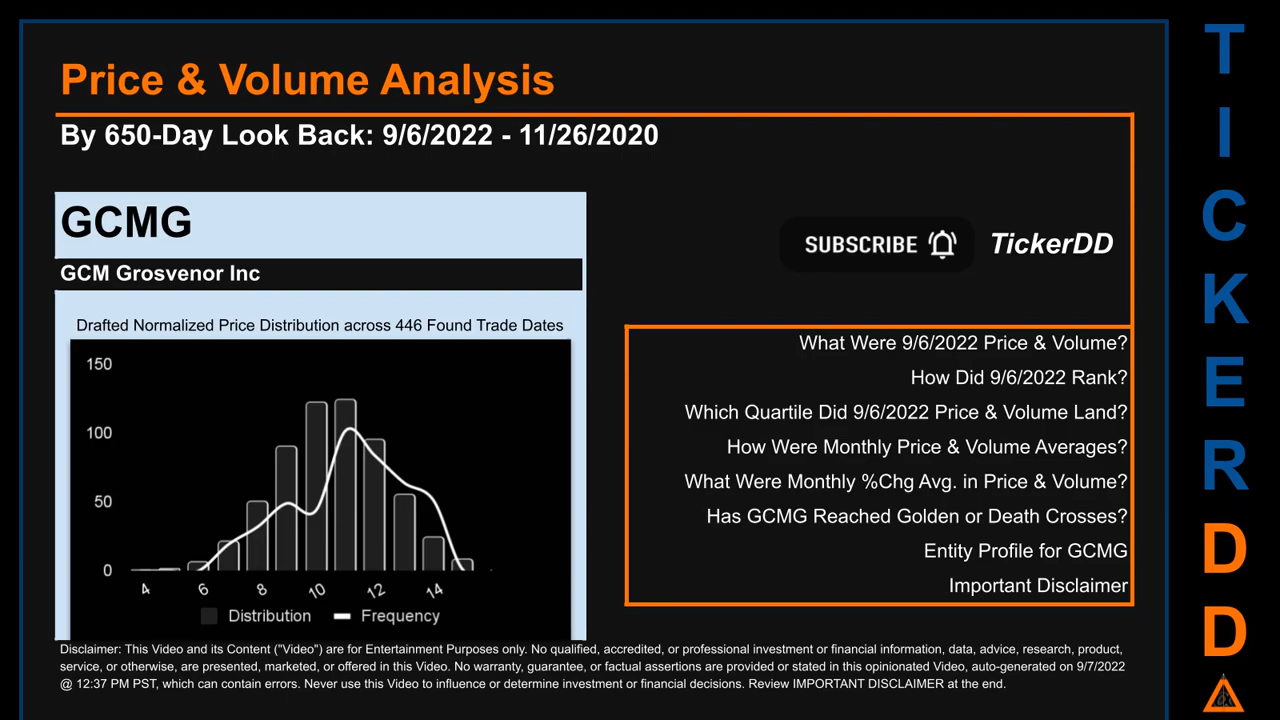 Price & Volume Analysis
By 650-Day Look Back: 9/6/2022 - 11/26/2020
GCMG
GCM Grosvenor Inc
Drafted Normalized Price Distribution across 446 Found Trade Dates
150
100
50
0
4 6 8 10 12 14
Distribution Frequency
SUBSCRIBE TickerDD
What Were 9/6/2022 Price & Volume?
How Did 9/6/2022 Rank?
Which Quartile Did 9/6/2022 Price & Volume Land?
How Were Monthly Price & Volume Averages?
What Were Monthly %Chg Avg. in Price & Volume?
Has GCMG Reached Golden or Death Crosses?
Entity Profile for GCMG
Important Disclaimer
Disclaimer: This Video and its Content ("Video") are for Entertainment Purposes only. No qualified, accredited, or professional investment or financial information, data, advice, research, product,
service, or otherwise, are presented, marketed, or offered in this Video. No warranty, guarantee, or factual assertions are provided or stated in this opinionated Video, auto-generated on 9/7/2022
@ 12:37 PM PST, which can contain errors. Never use this Video to influence or determine investment or financial decisions. Review IMPORTANT DISCLAIMER at the end.
T
I
C
K
E
R
D
D